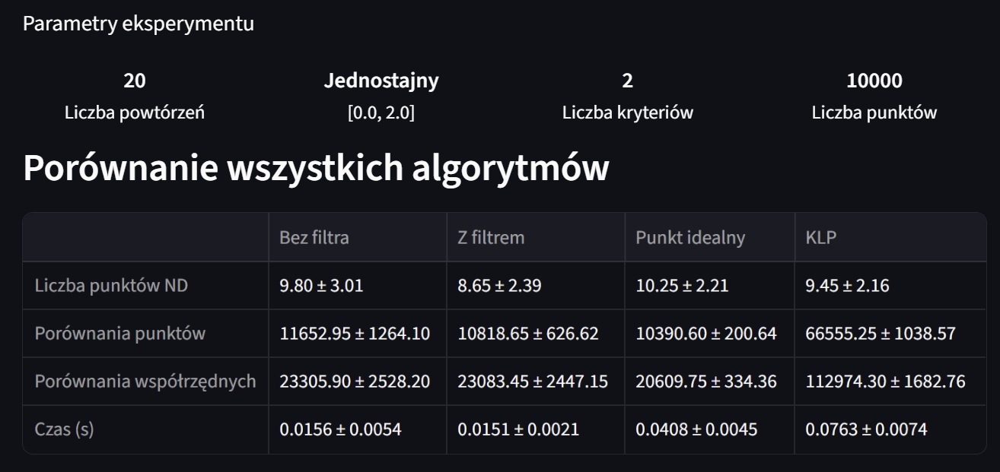 Parametry eksperymentu
20 Jednostajny 2 10000
Liczba powtórzeń [0.0, 2.0] Liczba kryteriów Liczba punktów
Porównanie wszystkich algorytmów
Bez filtra Z filtrem Punkt idealny KLP
Liczba punktów ND 9.80 ± 3.01 8.65 ± 2.39 10.25 ± 2.21 9.45 ± 2.16
Porównania punktów 11652.95 ± 1264.10 10818.65 ± 626.62 10390.60 ± 200.64 66555.25 ± 1038.57
Porównania współrzędnych 23305.90 ± 2528.20 23083.45 ± 2447.15 20609.75 ± 334.36 112974.30 ± 1682.76
Czas (s) 0.0156 ± 0.0054 0.0151 ± 0.0021 0.0408 ± 0.0045 0.0763 ± 0.0074